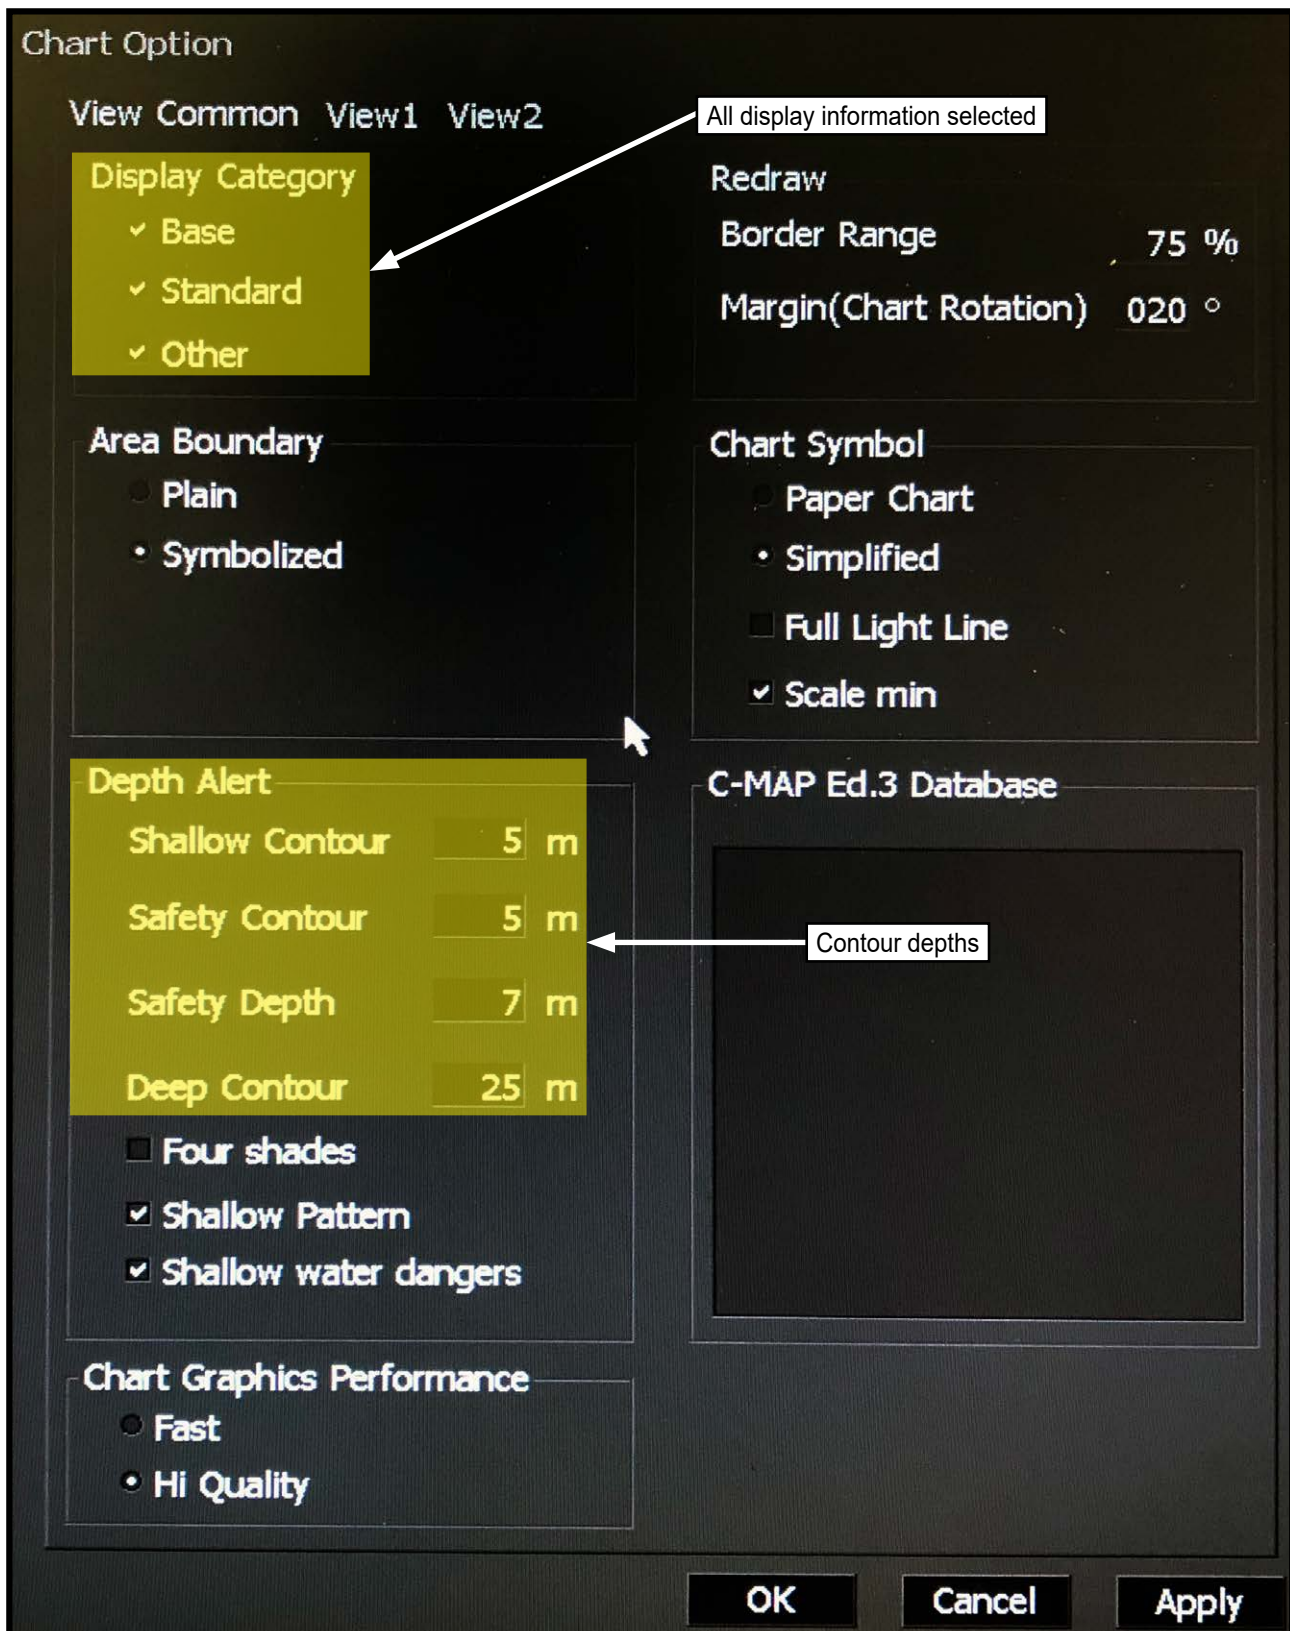 Chart Option
View Common View1 View2
All display information selected
Display Category
Base
Standard
Other
Redraw
Border Range 75 %
Margin(Chart Rotation) 020 °
Area Boundary
Plain
Symbolized
Chart Symbol
Paper Chart
Simplified
Full Light Line
Scale min
Depth Alert
Shallow Contour 5 m
Safety Contour 5 m
Safety Depth 7 m
Deep Contour 25 m
Four shades
Shallow Pattern
Shallow water dangers
C-MAP Ed.3 Database
Contour depths
Chart Graphics Performance
Fast
Hi Quality
OK Cancel Apply